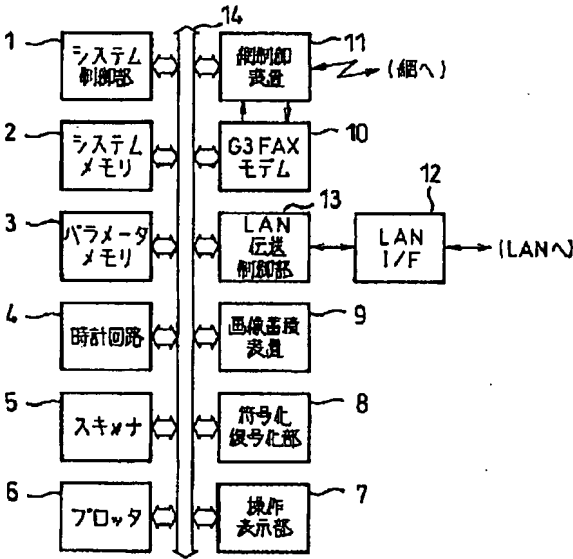 14
1
システム
制御部
網制御
装置
11
(網へ)
2
システム
メモリ
G3 FAX
モデム
10
3
パラメータ
メモリ
13
LAN
伝送
制御部
12
LAN
I/F
(LANへ)
4
時計回路
画像蓄積
装置
9
5
スキャナ
符号化
復号化部
8
6
プロッタ
操作
表示部
7